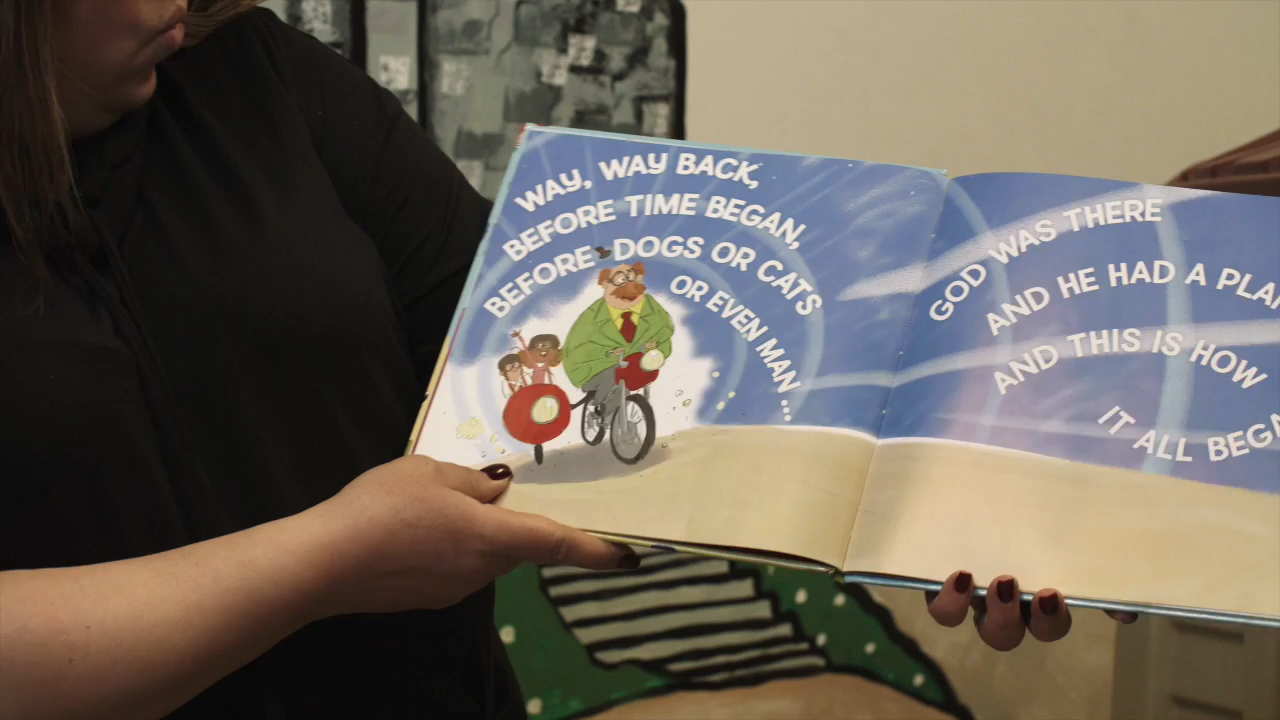 WAY, WAY BACK,
BEFORE TIME BEGAN,
BEFORE DOGS OR CATS
OR EVEN MAN...
GOD WAS THERE
AND HE HAD A
AND THIS IS HOW
IT ALL